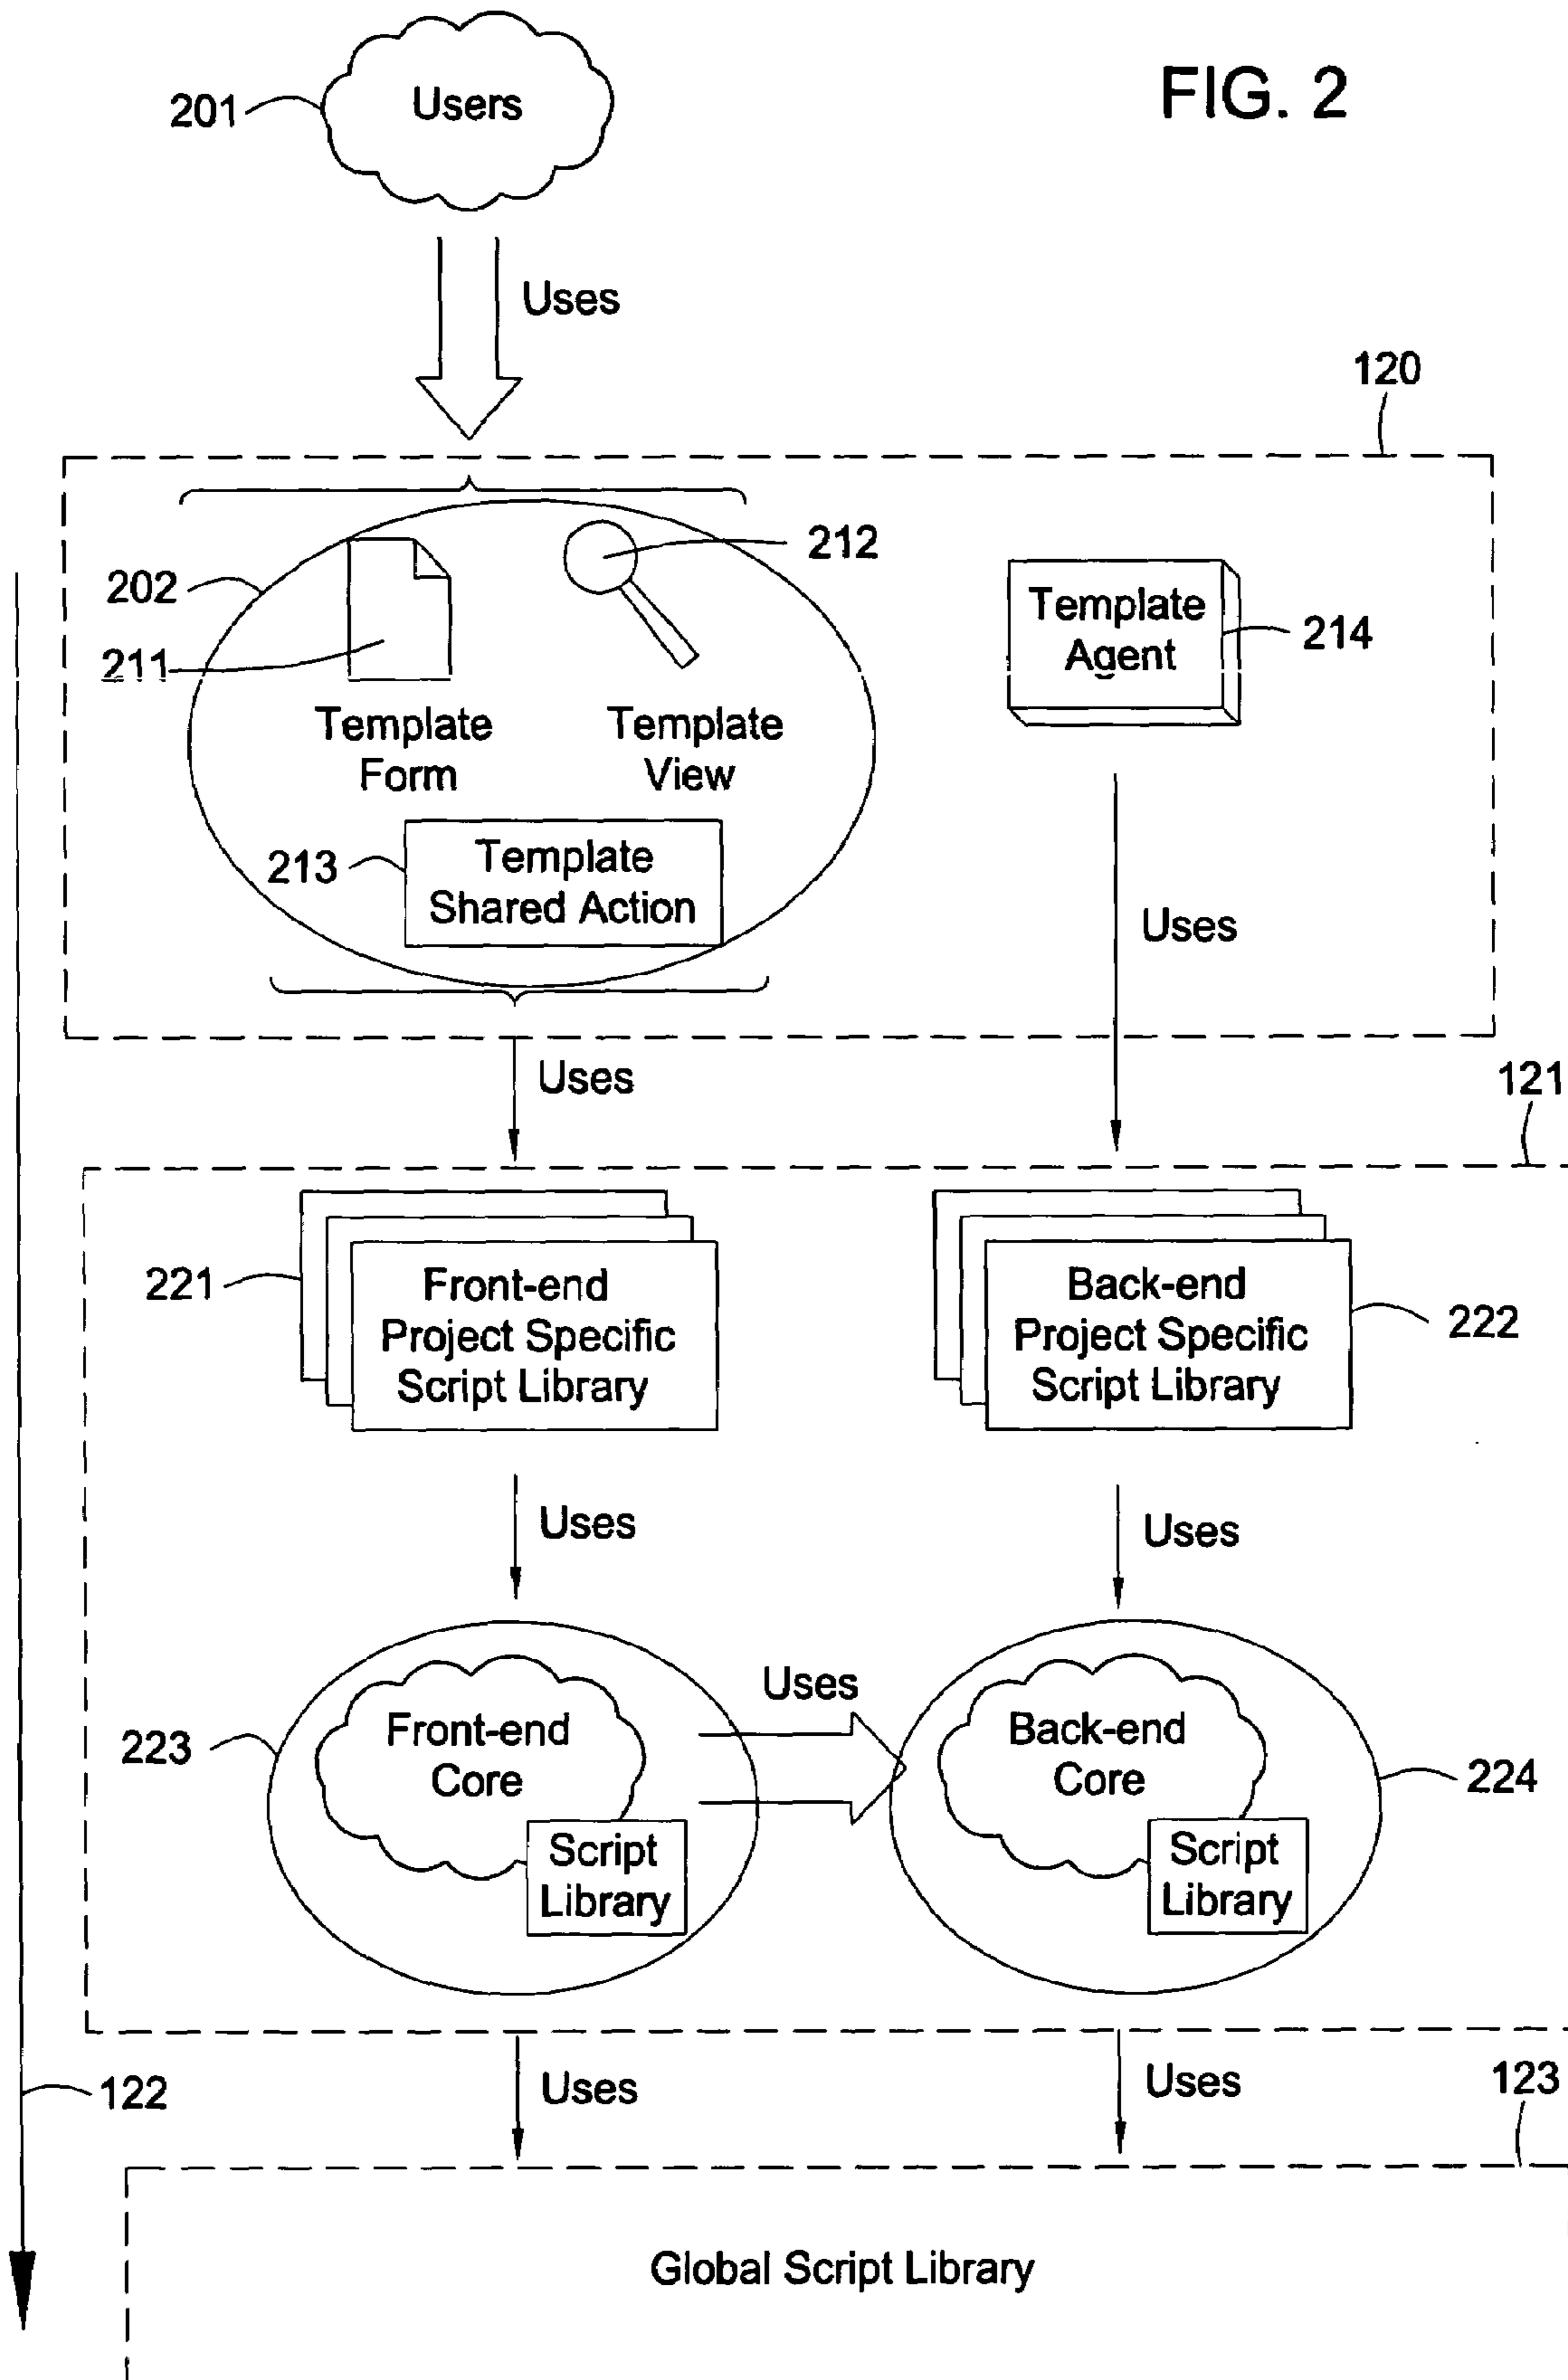 FIG. 2
201
Users
Uses
120
202
212
211
Template
Form
Template
View
Template
Agent
214
213
Template
Shared Action
Uses
Uses
121
221
Front-end
Project Specific
Script Library
Back-end
Project Specific
Script Library
222
Uses
Uses
Uses
223
Front-end
Core
Script
Library
Back-end
Core
Script
Library
224
122
Uses
Uses
123
Global Script Library